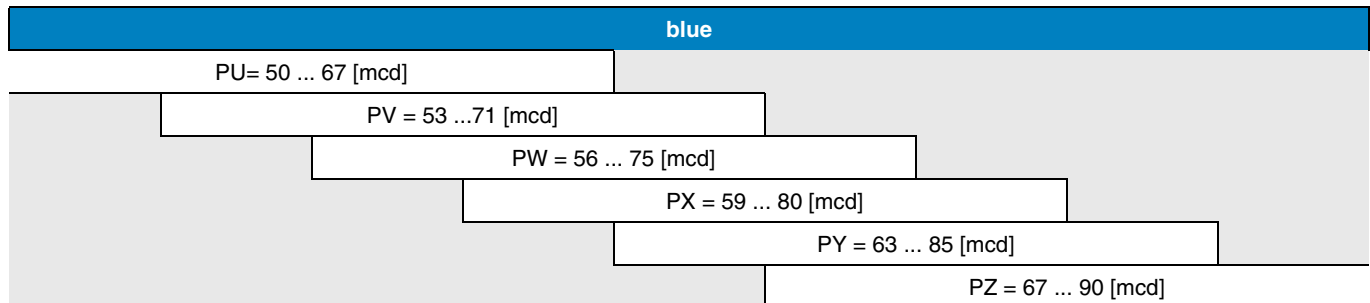 blue
PU= 50 ... 67 [mcd]
PV = 53 ...71 [mcd]
PW = 56 ... 75 [mcd]
PX = 59 ... 80 [mcd]
PY = 63 ... 85 [mcd]
PZ = 67 ... 90 [mcd]